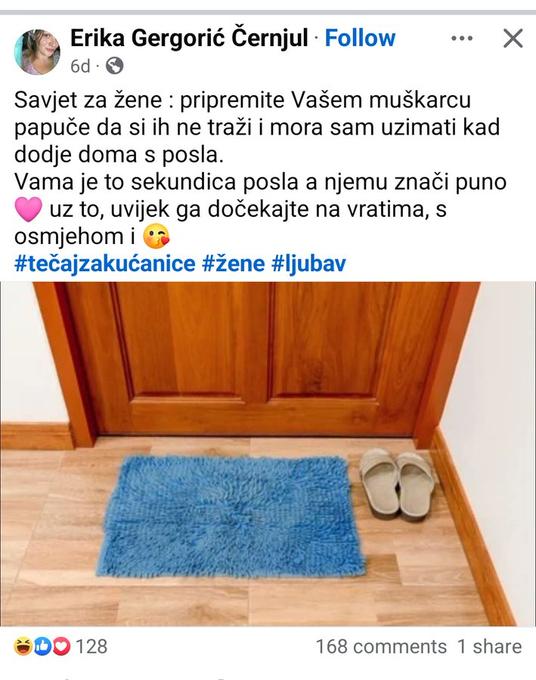 Erika Gergorić Černjul · Follow
6d ·
Savjet za žene : pripremite Vašem muškarcu
papuče da si ih ne traži i mora sam uzimati kad
dodje doma s posla.
Vama je to sekundica posla a njemu znači puno
🩷 uz to, uvijek ga dočekajte na vratima, s
osmjehom i 😘
#tečajzakućanice #žene #ljubav
128
168 comments 1 share